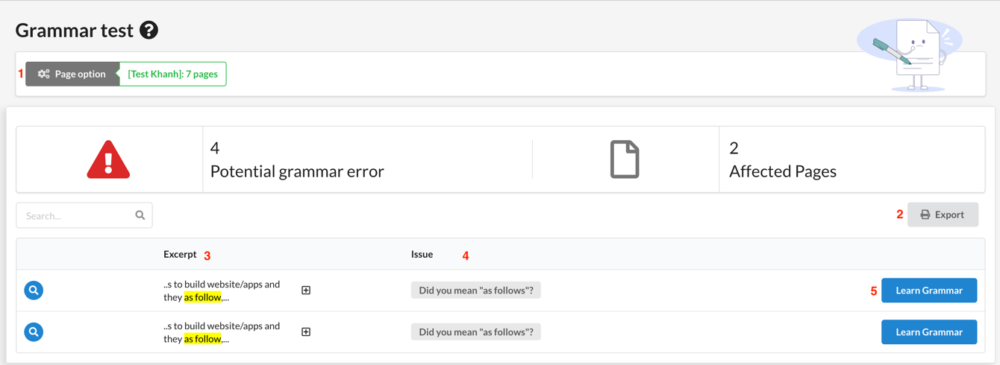 Grammar test ?
1 Page option [Test Khanh]: 7 pages
4
Potential grammar error
2
Affected Pages
Search...
2 Export
Excerpt 3 Issue 4
..s to build website/apps and
they as follow,...
Did you mean "as follows"?
5 Learn Grammar
..s to build website/apps and
they as follow,...
Did you mean "as follows"?
Learn Grammar